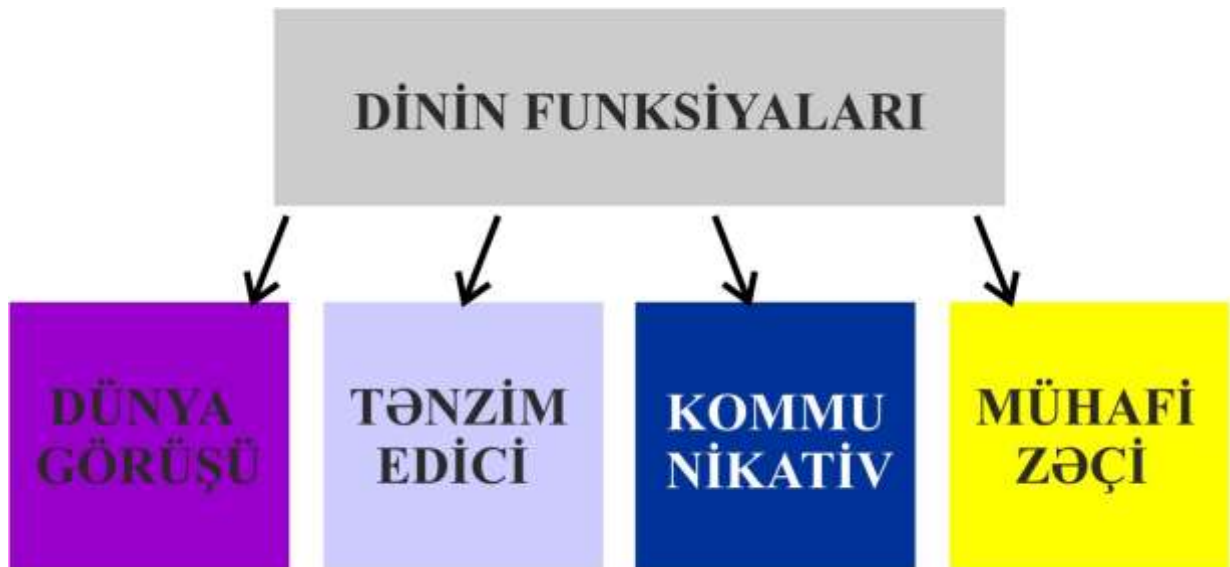 DİNİN FUNKSİYALARI
DÜNYA
GÖRÜŞÜ
TƏNZİM
EDİCİ
KOMMU
NİKATİV
MÜHAFİ
ZƏÇİ